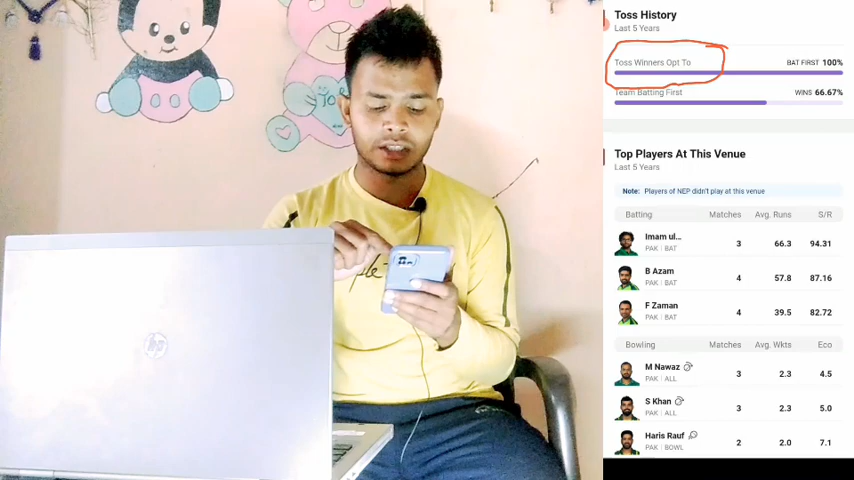 Toss History
Last 5 Years
Toss Winners Opt To BAT FIRST 100%
Team Batting First WINS 66.67%
Top Players At This Venue
Last 5 Years
Note: Players of NEP didn't play at this venue
Batting Matches Avg. Runs S/R
Imam ul... 3 66.3 94.31
PAK | BAT
B Azam 4 57.8 87.16
PAK | BAT
F Zaman 4 39.5 82.72
PAK | BAT
Bowling Matches Avg. Wkts Eco
M Nawaz 3 2.3 4.5
PAK | ALL
S Khan 3 2.3 5.0
PAK | ALL
Haris Rauf 2 2.0 7.1
PAK | BOWL
hp